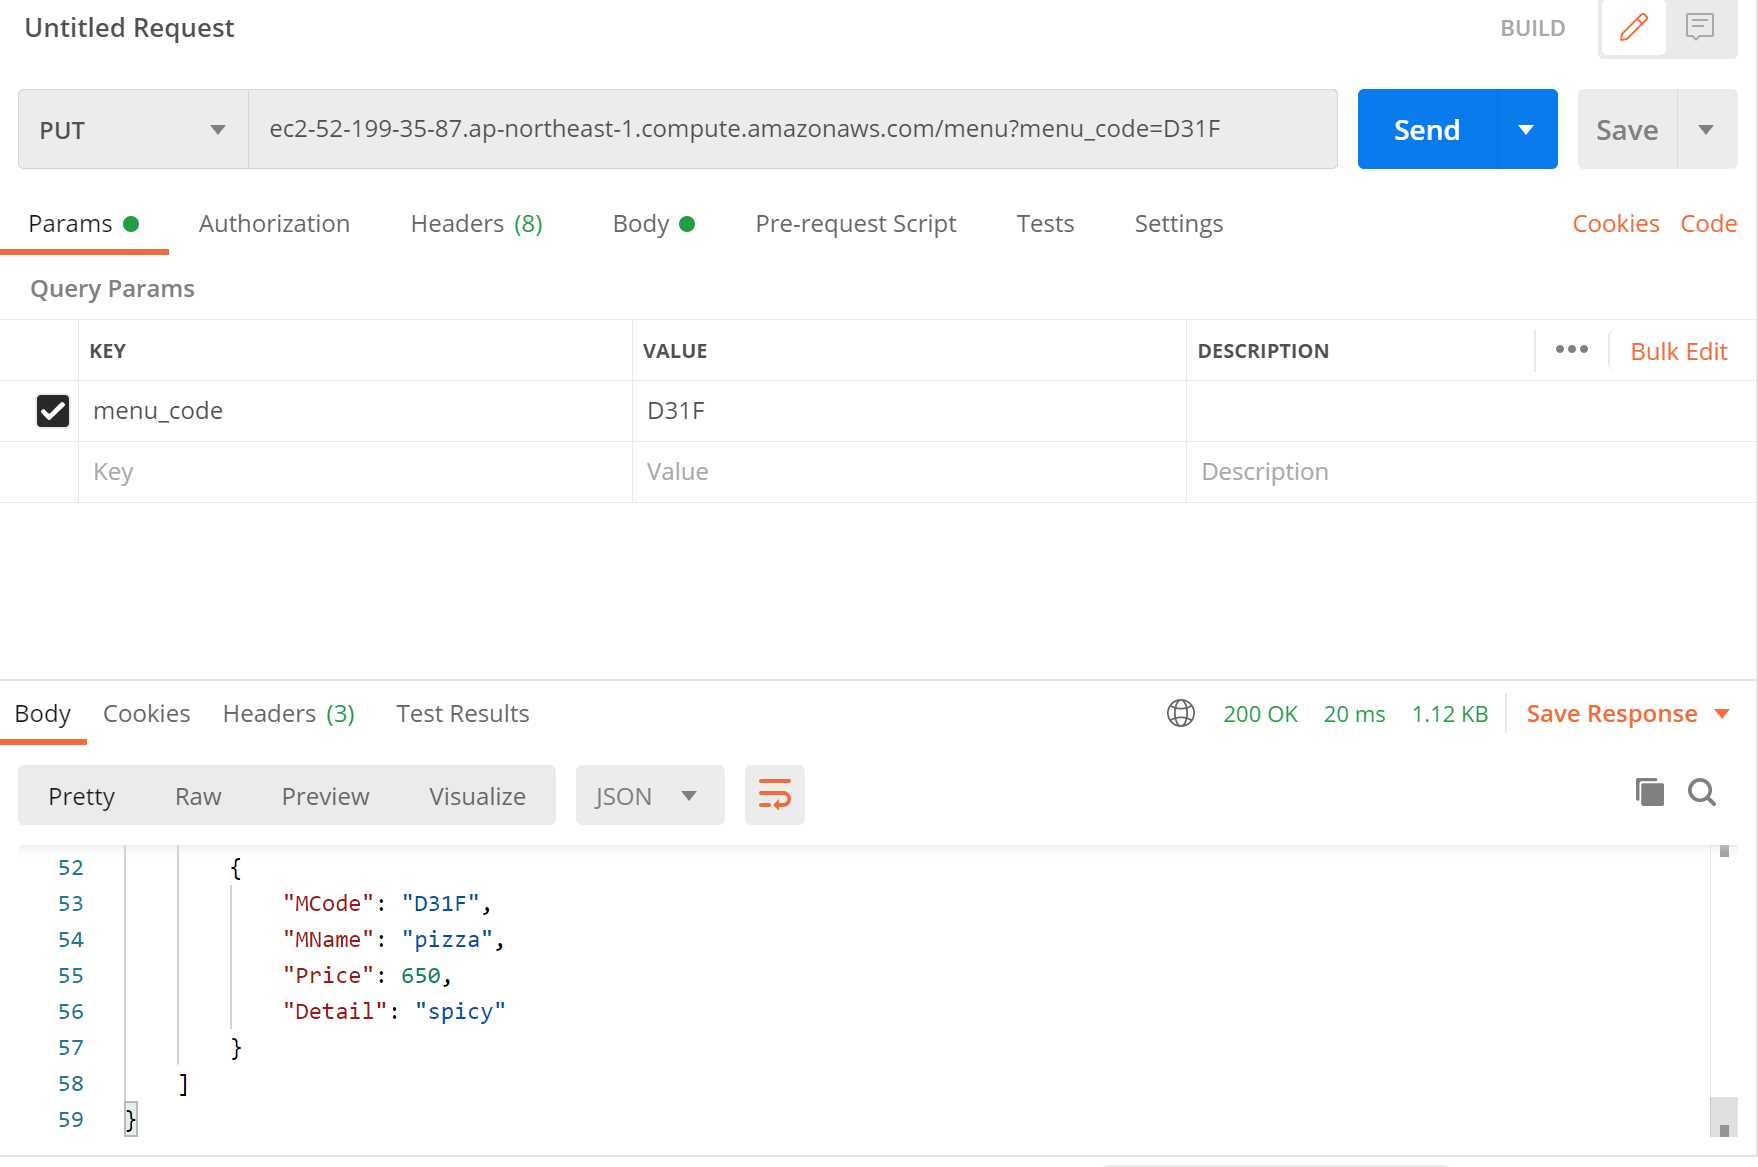 Untitled Request BUILD
PUT ec2-52-199-35-87.ap-northeast-1.compute.amazonaws.com/menu?menu_code=D31F Send Save
Params Authorization Headers (8) Body Pre-request Script Tests Settings Cookies Code
Query Params
KEY VALUE DESCRIPTION ••• Bulk Edit
menu_code D31F
Key Value Description
Body Cookies Headers (3) Test Results 200 OK 20 ms 1.12 KB Save Response
Pretty Raw Preview Visualize JSON
52 {
53 "MCode": "D31F",
54 "MName": "pizza",
55 "Price": 650,
56 "Detail": "spicy"
57 }
58 ]
59 }